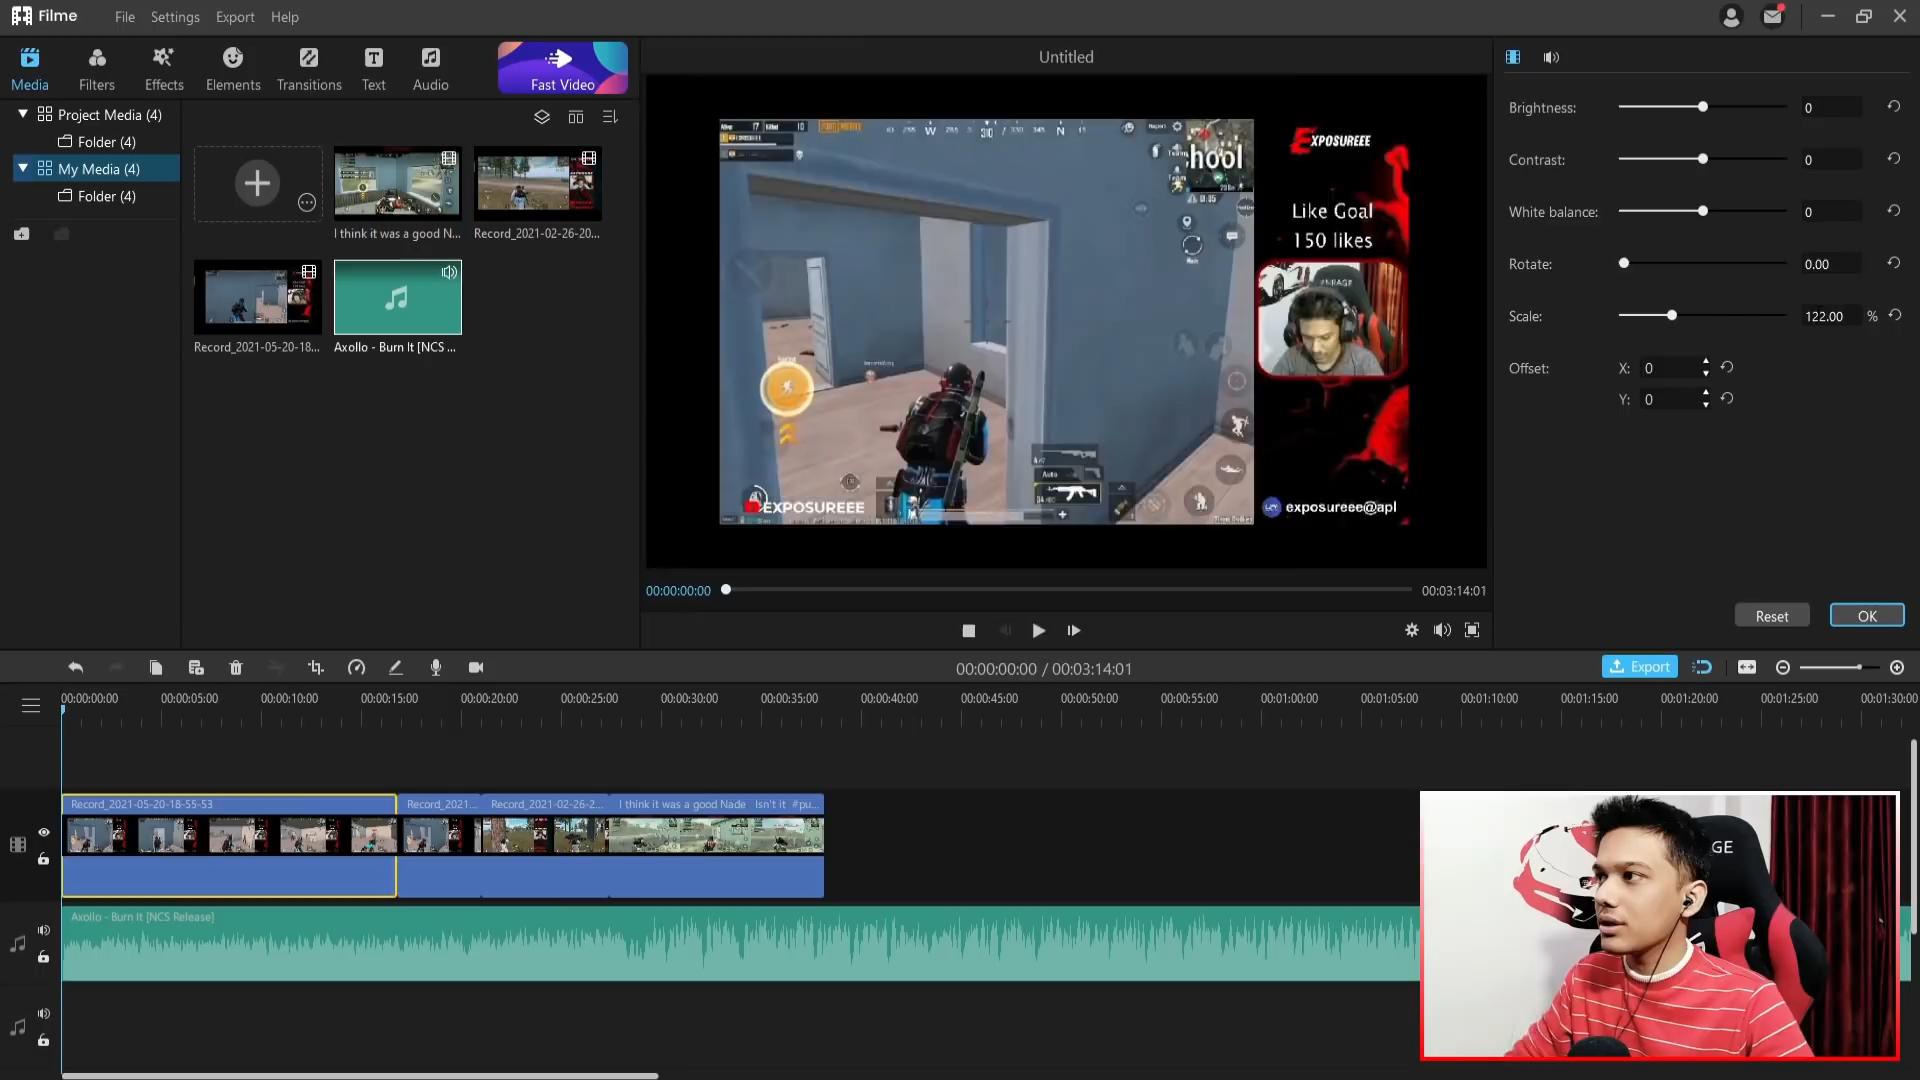 Filme
File Settings Export Help
Media Filters Effects Elements Transitions Text Audio Fast Video
Untitled
Project Media (4)
Folder (4)
My Media (4)
Folder (4)
I think it was a good N...
Record_2021-02-26-20...
Record_2021-05-20-18...
Axollo - Burn It [NCS ...
W
310
N
hool
EXPOSUREEE
Like Goal
150 likes
Auto
EXPOSUREEE
exposureee@apl
Brightness: 0
Contrast: 0
White balance: 0
Rotate: 0.00
Scale: 122.00 %
Offset: X: 0
Y: 0
Reset OK
00:00:00:00 00:03:14:01
00:00:00:00 / 00:03:14:01
Export
00:00:00:00 00:00:05:00 00:00:10:00 00:00:15:00 00:00:20:00 00:00:25:00 00:00:30:00 00:00:35:00 00:00:40:00 00:00:45:00 00:00:50:00 00:00:55:00 00:01:00:00 00:01:05:00 00:01:10:00 00:01:15:00 00:01:20:00 00:01:25:00 00:01:30:00
Record_2021-05-20-18-55-53 Record_2021... Record_2021-02-26-2... I think it was a good Nade Isn't it #pu...
Axollo - Burn It [NCS Release]
GE